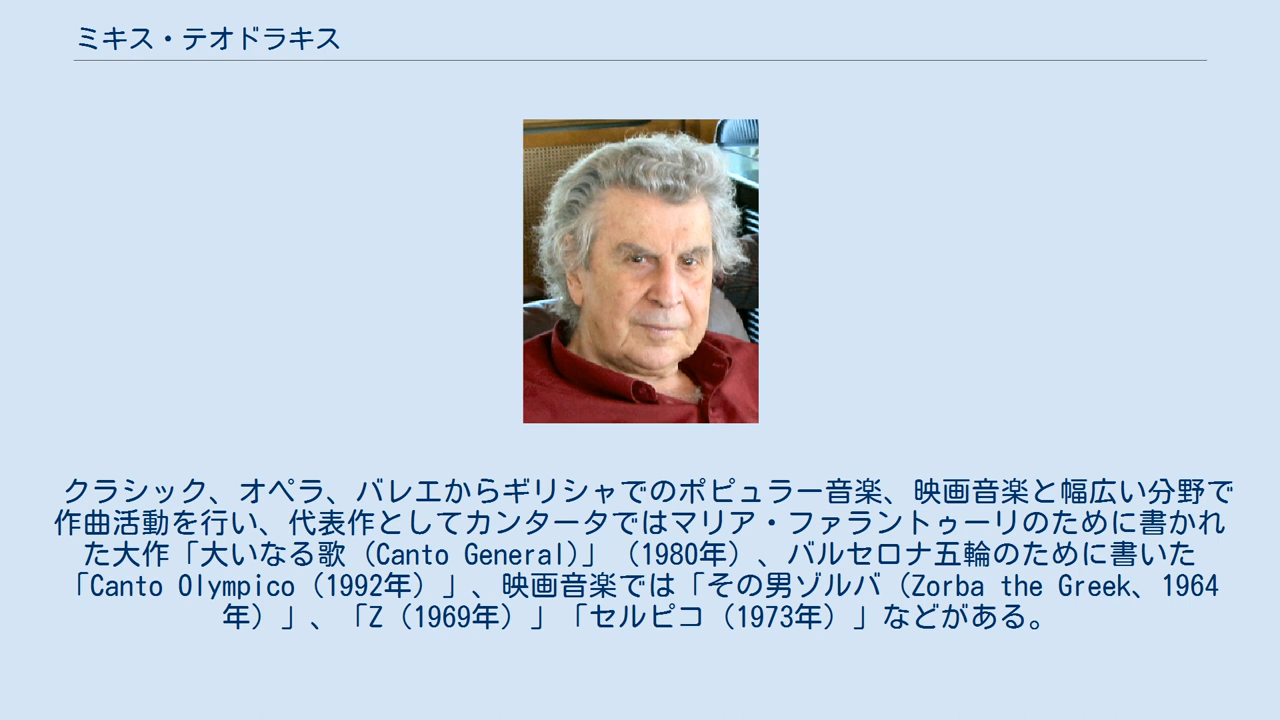 ミキス・テオドラキス
クラシック、オペラ、バレエからギリシャでのポピュラー音楽、映画音楽と幅広い分野で
作曲活動を行い、代表作としてカンタータではマリア・ファラントゥーリのために書かれ
た大作「大いなる歌（Canto General)」（1980年）、バルセロナ五輪のために書いた
「Canto Olympico（1992年）」、映画音楽では「その男ゾルバ（Zorba the Greek、1964
年）」、「Z（1969年）」「セルピコ（1973年）」などがある。